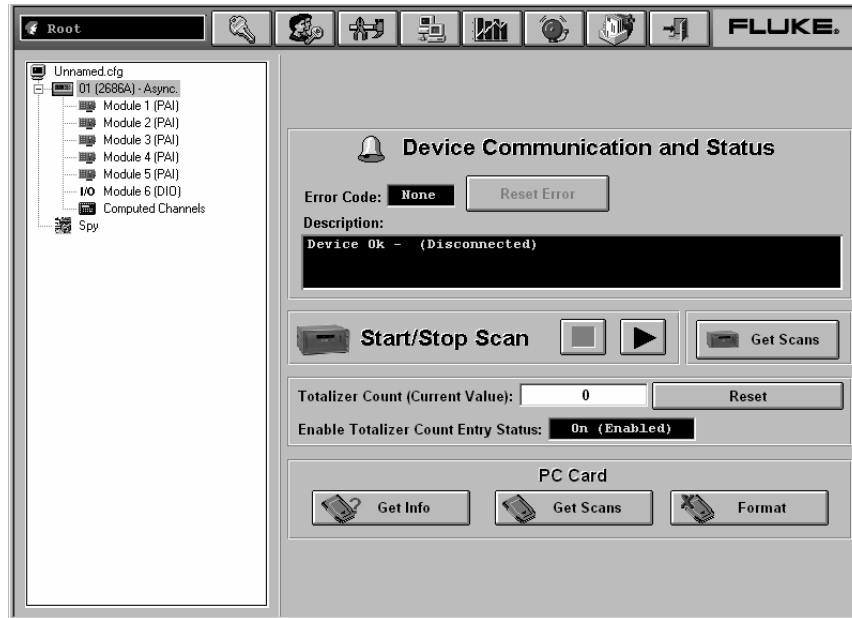 Root
FLUKE.
Unnamed.cfg
01 (2686A) - Async.
Module 1 (PAI)
Module 2 (PAI)
Module 3 (PAI)
Module 4 (PAI)
Module 5 (PAI)
I/O Module 6 (DIO)
Computed Channels
Spy
Device Communication and Status
Error Code: None Reset Error
Description:
Device Ok - (Disconnected)
Start/Stop Scan
Get Scans
Totalizer Count (Current Value): 0 Reset
Enable Totalizer Count Entry Status: On (Enabled)
PC Card
Get Info Get Scans Format